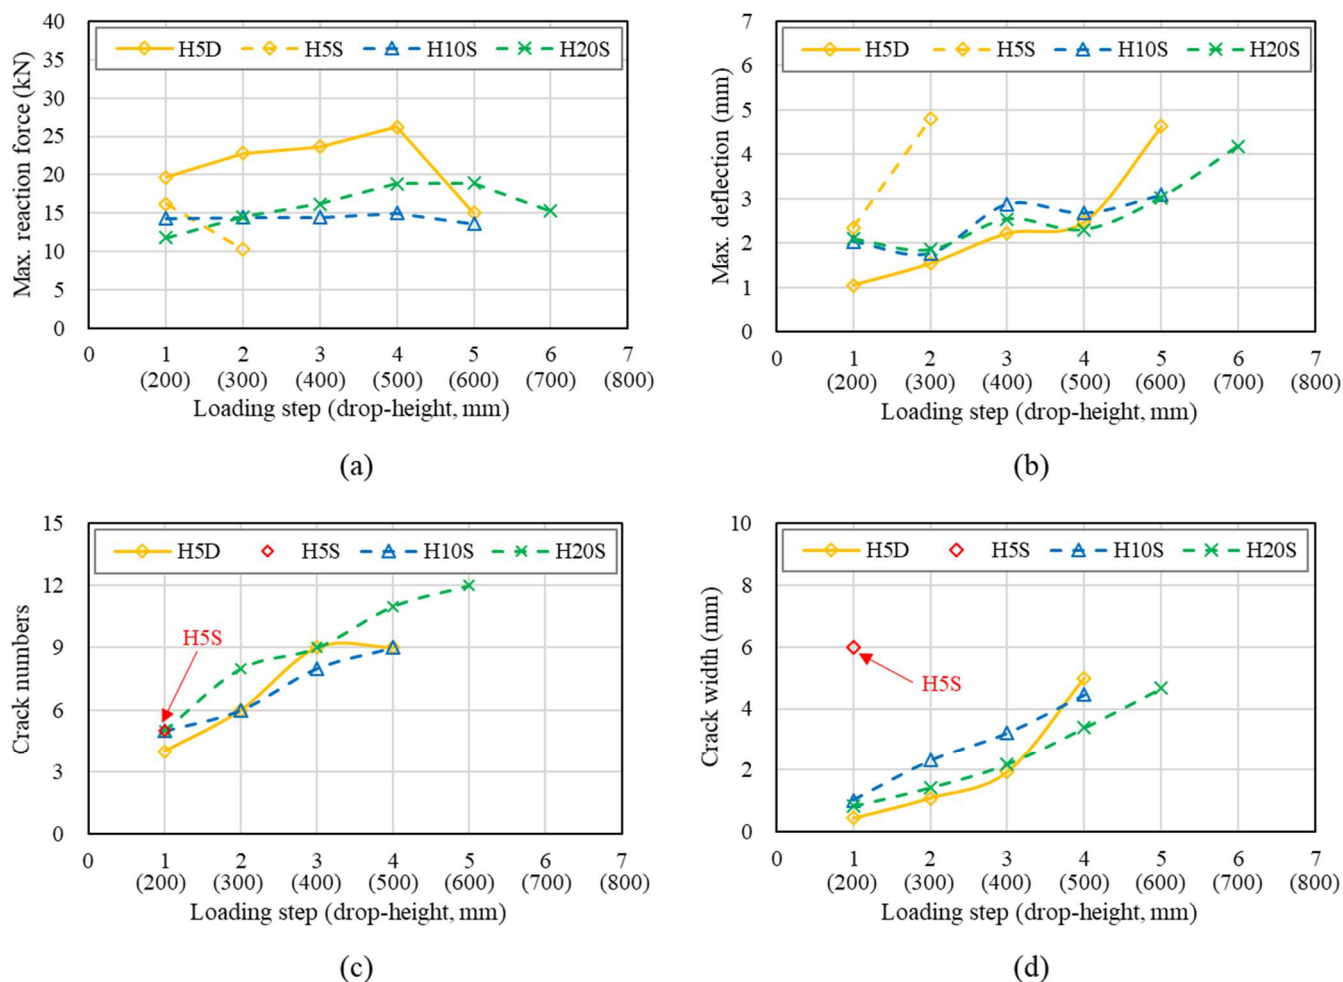 H5D H5S H10S H20S
Max. reaction force (kN)
40
35
30
25
20
15
10
5
0
0 1 2 3 4 5 6 7
(200) (300) (400) (500) (600) (700) (800)
Loading step (drop-height, mm)
(a)
H5D H5S H10S H20S
Max. deflection (mm)
7
6
5
4
3
2
1
0
0 1 2 3 4 5 6 7
(200) (300) (400) (500) (600) (700) (800)
Loading step (drop-height, mm)
(b)
H5D H5S H10S H20S
Crack numbers
15
12
9
6
3
0
H5S
0 1 2 3 4 5 6 7
(200) (300) (400) (500) (600) (700) (800)
Loading step (drop-height, mm)
(c)
H5D H5S H10S H20S
Crack width (mm)
10
8
6
4
2
0
H5S
0 1 2 3 4 5 6 7
(200) (300) (400) (500) (600) (700) (800)
Loading step (drop-height, mm)
(d)